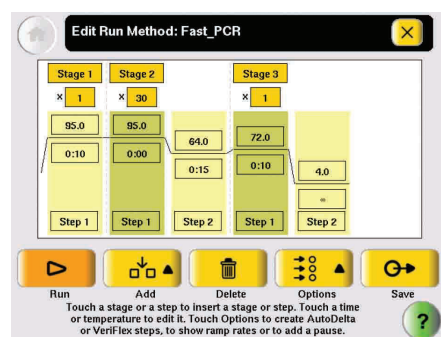 Edit Run Method: Fast_PCR
Stage 1 Stage 2 Stage 3
× 1 × 30 × 1
95.0 95.0 64.0 72.0 4.0
0:10 0:00 0:15 0:10 ∞
Step 1 Step 1 Step 2 Step 1 Step 2
Run Add Delete Options Save
Touch a stage or a step to insert a stage or step. Touch a time
or temperature to edit it. Touch Options to create AutoDelta
or VeriFlex steps, to show ramp rates or to add a pause.
?